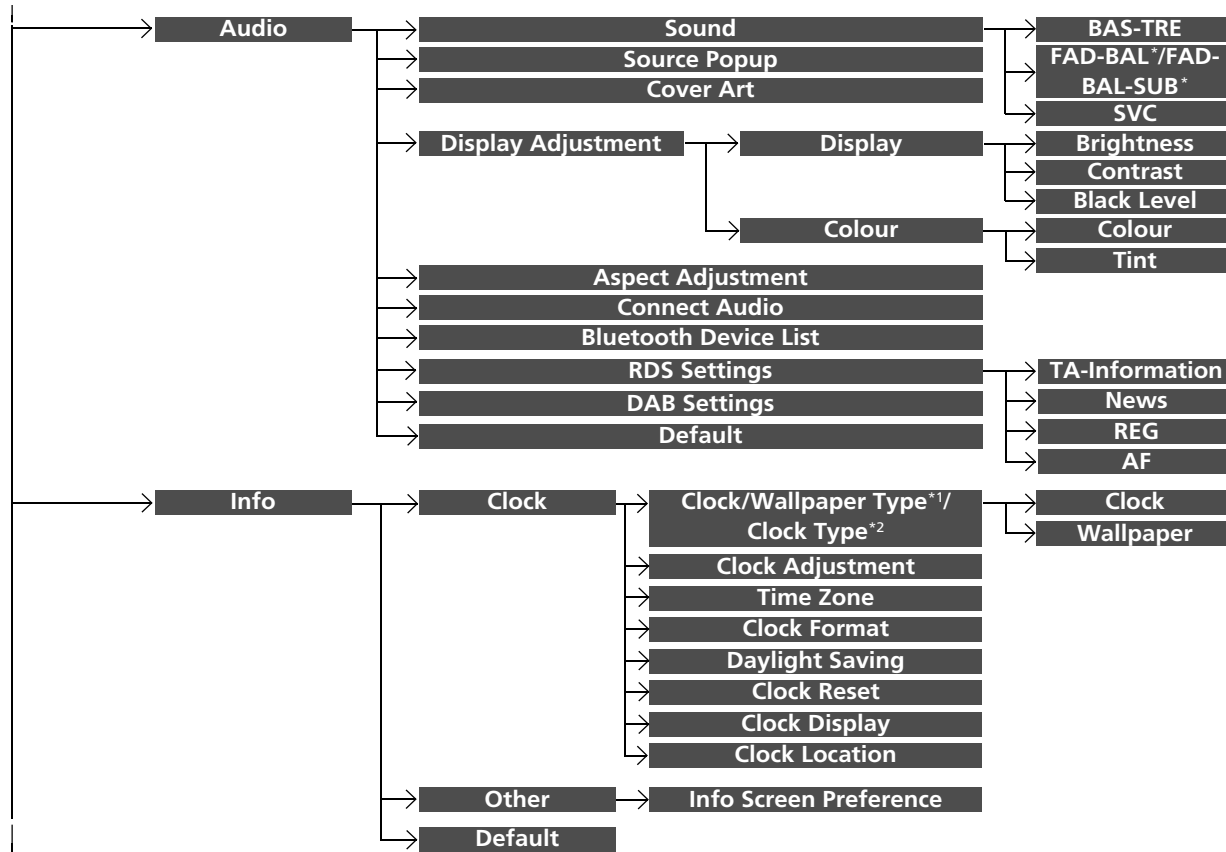 Audio
Sound
BAS-TRE
FAD-BAL*/FAD-
BAL-SUB*
SVC
Source Popup
Cover Art
Display Adjustment
Display
Brightness
Contrast
Black Level
Colour
Colour
Tint
Aspect Adjustment
Connect Audio
Bluetooth Device List
RDS Settings
TA-Information
News
REG
AF
DAB Settings
Default
Info
Clock
Clock/Wallpaper Type*1/
Clock Type*2
Clock
Wallpaper
Clock Adjustment
Time Zone
Clock Format
Daylight Saving
Clock Reset
Clock Display
Clock Location
Other
Info Screen Preference
Default